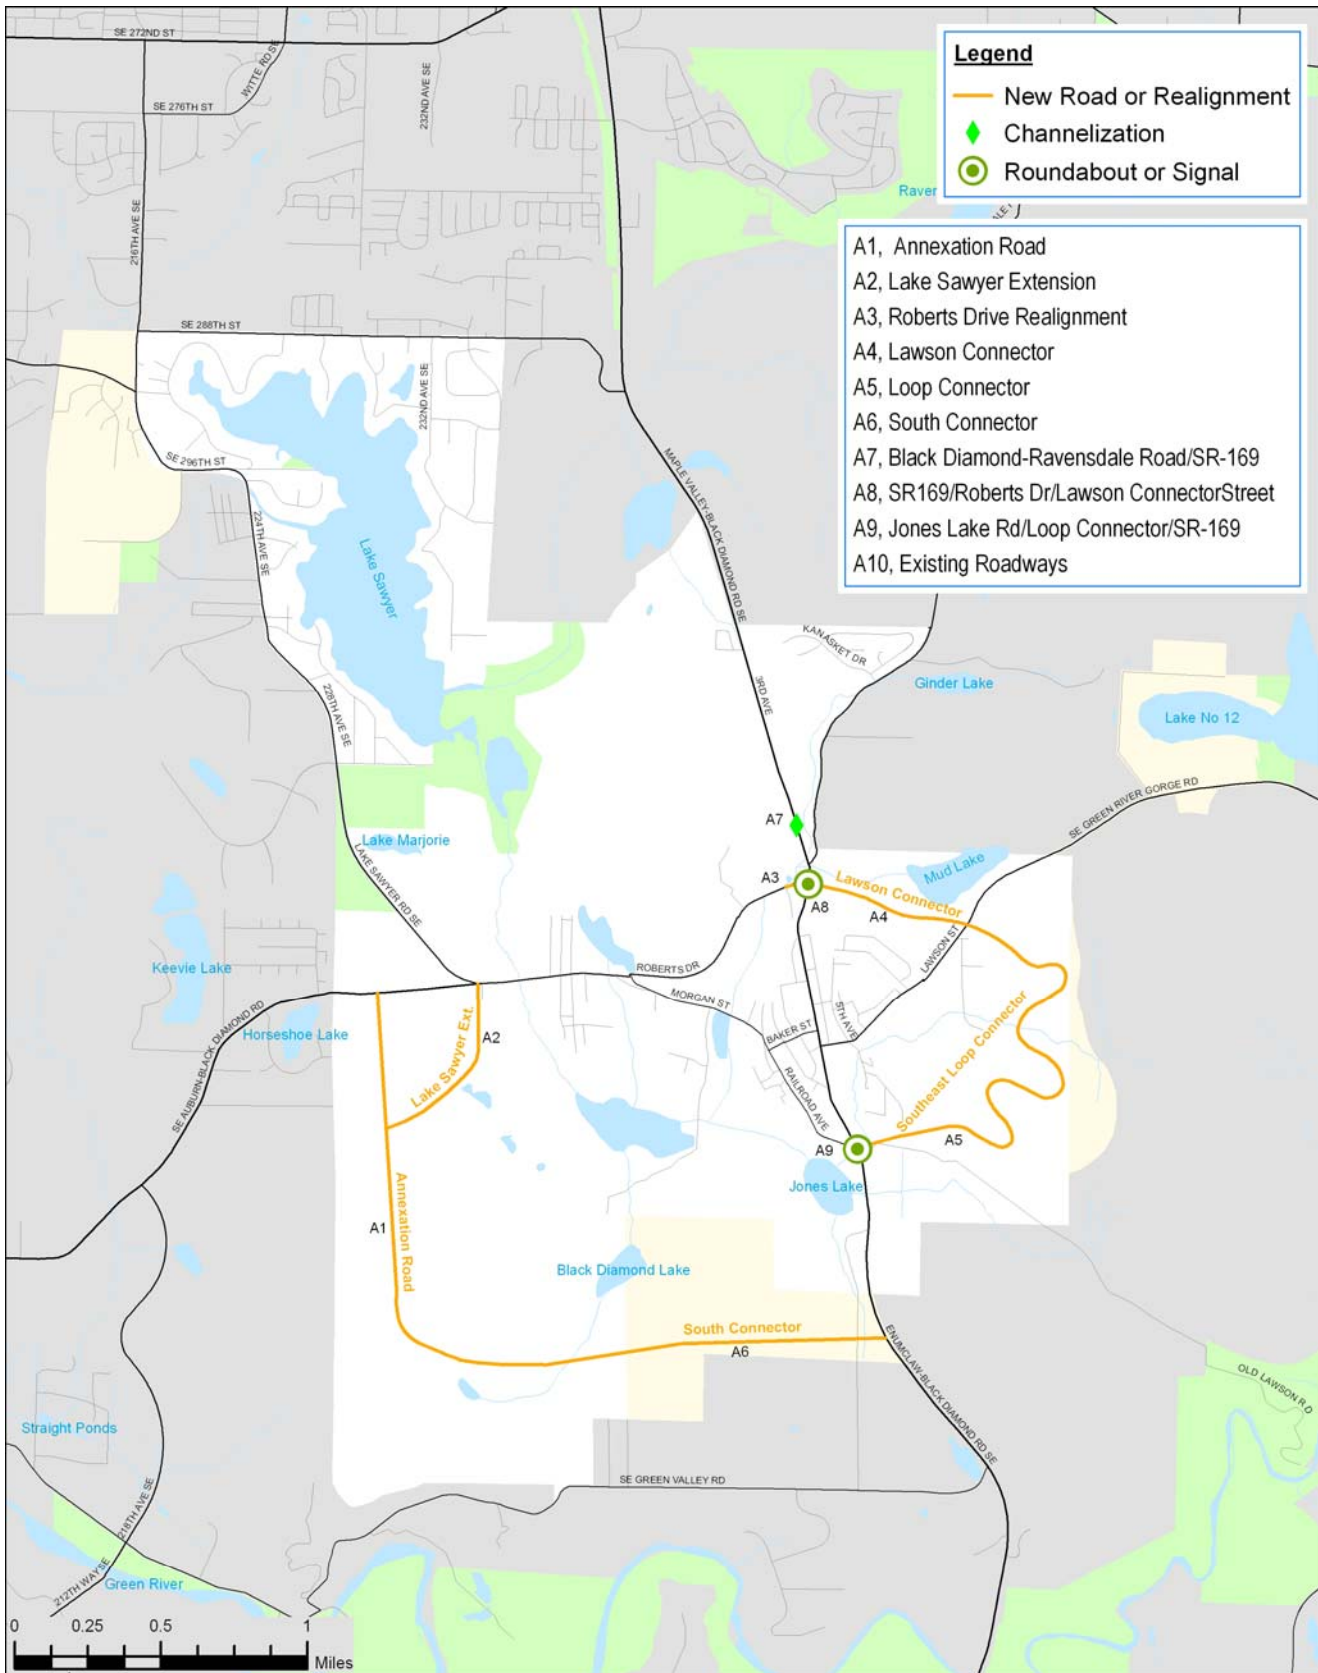 SE 272ND ST
WITTE RD SE
232ND AVE SE
SE 276TH ST
216TH AVE SE
Legend
New Road or Realignment
Channelization
Roundabout or Signal
Raven
A1, Annexation Road
A2, Lake Sawyer Extension
A3, Roberts Drive Realignment
A4, Lawson Connector
A5, Loop Connector
A6, South Connector
A7, Black Diamond-Ravensdale Road/SR-169
A8, SR169/Roberts Dr/Lawson ConnectorStreet
A9, Jones Lake Rd/Loop Connector/SR-169
A10, Existing Roadways
SE 288TH ST
232ND AVE SE
SE 296TH ST
224TH AVE SE
Lake Sawyer
MAPLE VALLEY-BLACK DIAMOND RD SE
KANASKET DR
3RD AVE
Ginder Lake
228TH AVE SE
Lake No 12
SE GREEN RIVER GORGE RD
A7
Lake Marjorie
LAKE SAWYER RD SE
Mud Lake
A3
Lawson Connector
A8
A4
LAWSON ST
Keevie Lake
ROBERTS DR
MORGAN ST
5TH AVE
BAKER ST
Horseshoe Lake
SE AUBURN-BLACK DIAMOND RD
Lake Sawyer Ext.
A2
RAILROAD AVE
Southeast Loop Connector
A5
A9
Jones Lake
A1
Annexation Road
Black Diamond Lake
South Connector
A6
ENUMCLAW-BLACK DIAMOND RD SE
OLD LAWSON RD
Straight Ponds
SE GREEN VALLEY RD
218TH AVE SE
212TH WAY SE
Green River
0 0.25 0.5 1
Miles